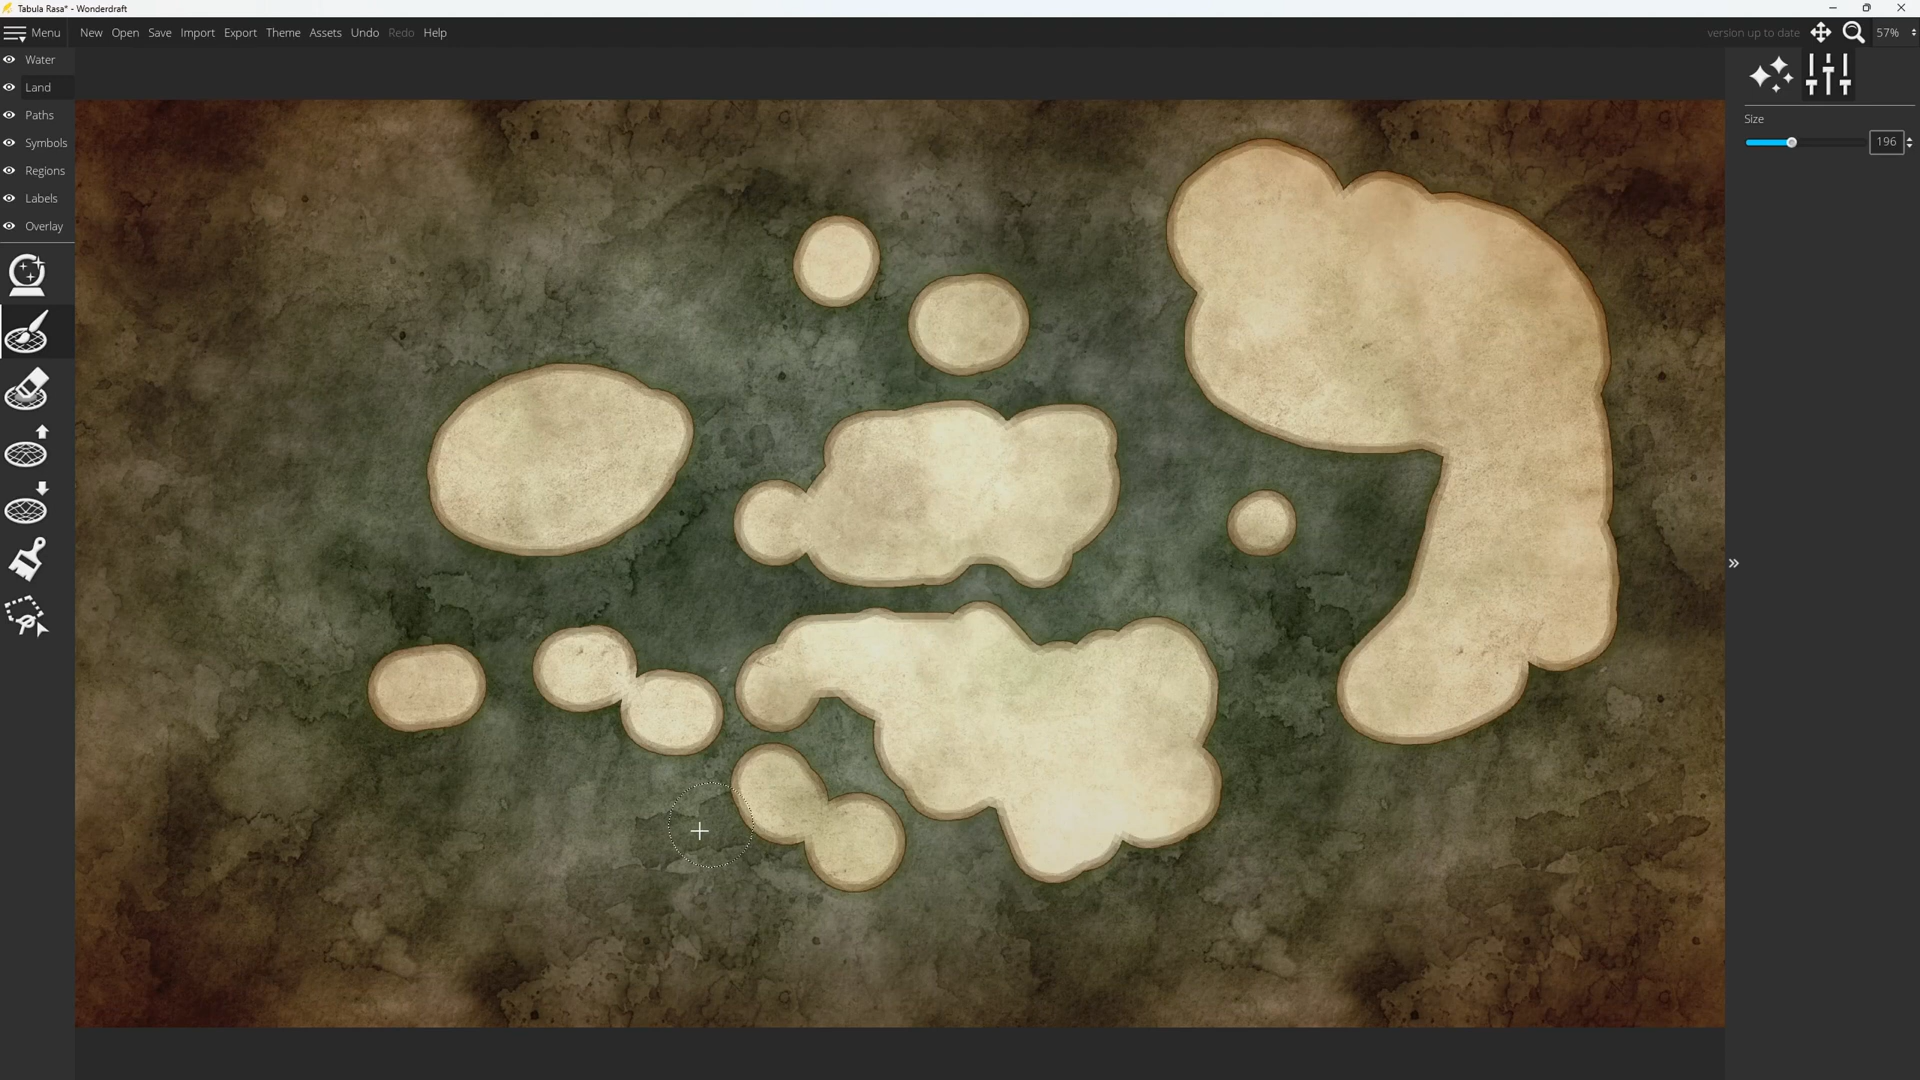 Tabula Rasa* - Wonderdraft
Menu New Open Save Import Export Theme Assets Undo Redo Help version up to date 57%
Water
Land
Paths
Symbols
Regions
Labels
Overlay
Size
196